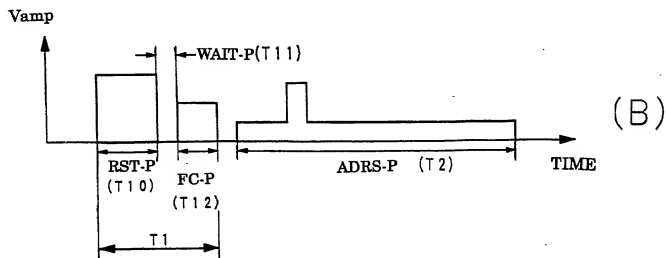 Vamp
WAIT-P(T11)
(B)
RST-P
(T10)
FC-P
(T12)
ADRS-P (T2)
TIME
T1